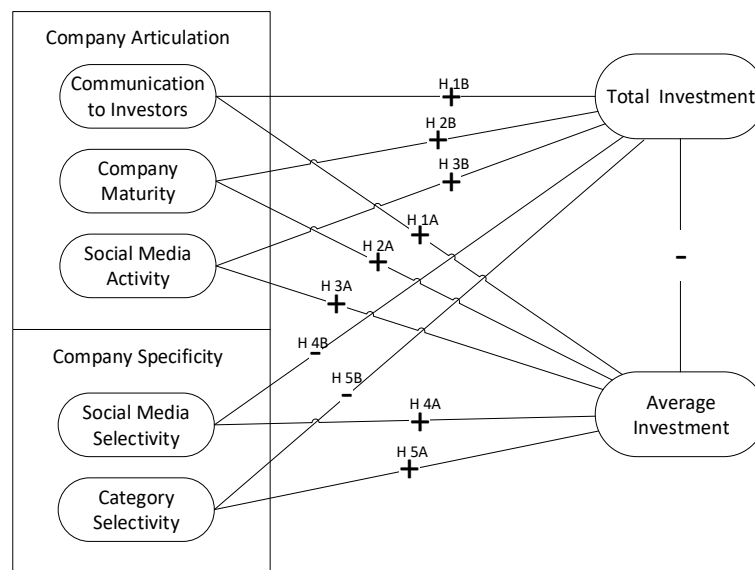 Company Articulation
Communication
to Investors
Company
Maturity
Social Media
Activity
Company Specificity
Social Media
Selectivity
Category
Selectivity
H 1B
+
H 2B
+
H 3B
+
H 1A
+
H 2A
+
H 3A
+
H 4B
-
H 5B
-
H 4A
+
H 5A
+
Total Investment
-
Average
Investment